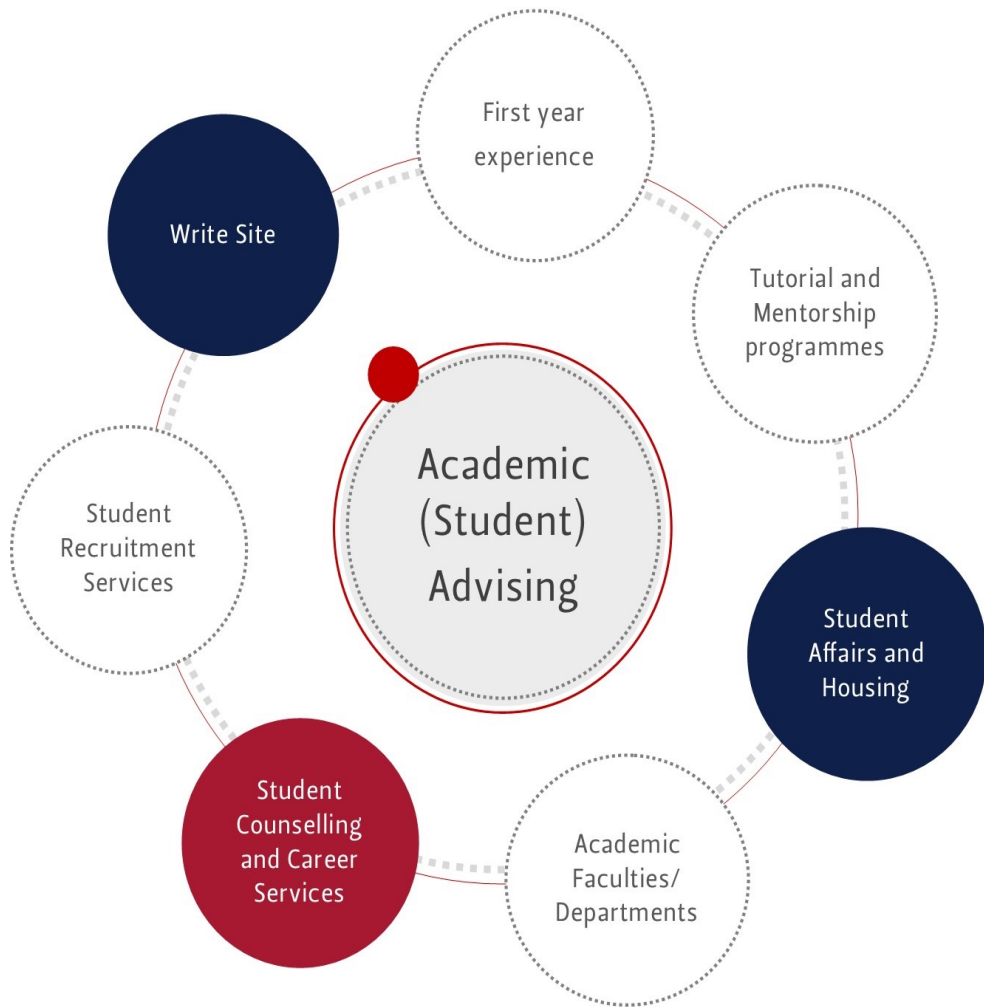 First year
experience
Write Site
Tutorial and
Mentorship
programmes
Academic
(Student)
Advising
Student
Recruitment
Services
Student
Affairs and
Housing
Student
Counselling
and Career
Services
Academic
Faculties/
Departments